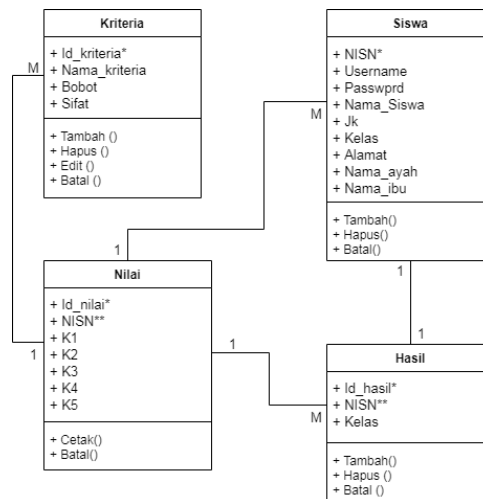 Kriteria
+ Id_kriteria*
+ Nama_kriteria
+ Bobot
+ Sifat
+ Tambah ()
+ Hapus ()
+ Edit ()
+ Batal ()
Siswa
+ NISN*
+ Username
+ Passwprd
+ Nama_Siswa
+ Jk
+ Kelas
+ Alamat
+ Nama_ayah
+ Nama_ibu
+ Tambah()
+ Hapus()
+ Batal()
M
M
1
1
Nilai
+ Id_nilai*
+ NISN**
+ K1
+ K2
+ K3
+ K4
+ K5
+ Cetak()
+ Batal()
1
1
1
M
Hasil
+ Id_hasil*
+ NISN**
+ Kelas
+ Tambah()
+ Hapus ()
+ Batal ()